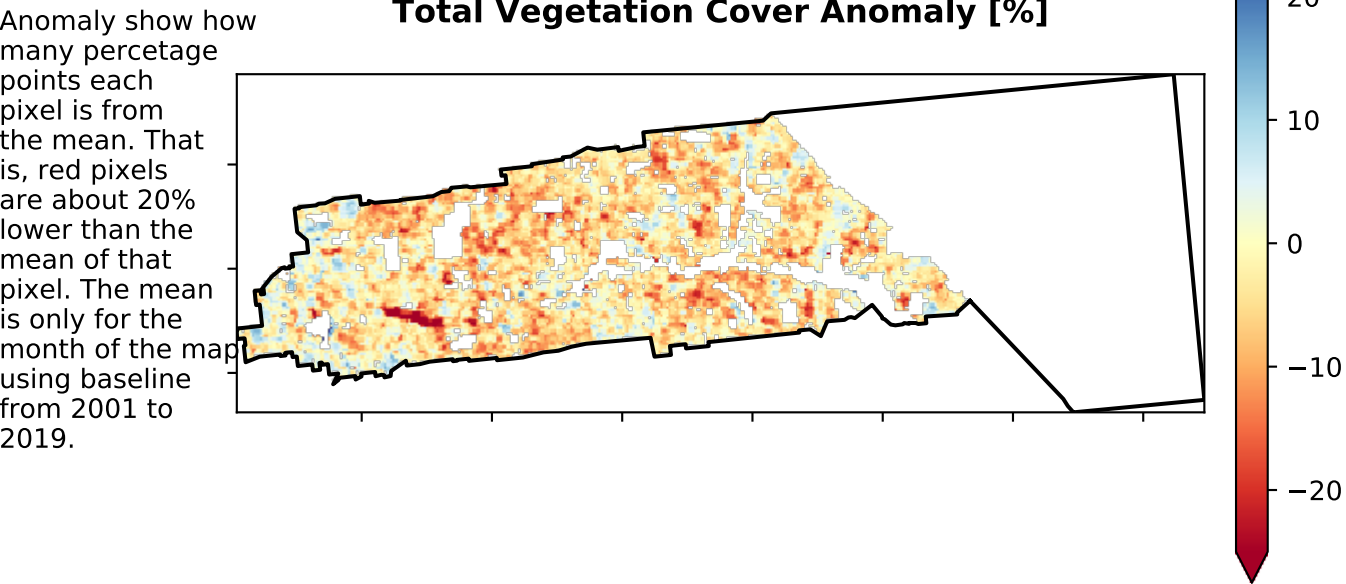 Total Vegetation Cover Anomaly [%]
Anomaly show how
many percetage
points each
pixel is from
the mean. That
is, red pixels
are about 20%
lower than the
mean of that
pixel. The mean
is only for the
month of the map
using baseline
from 2001 to
2019.
20
10
0
−10
−20